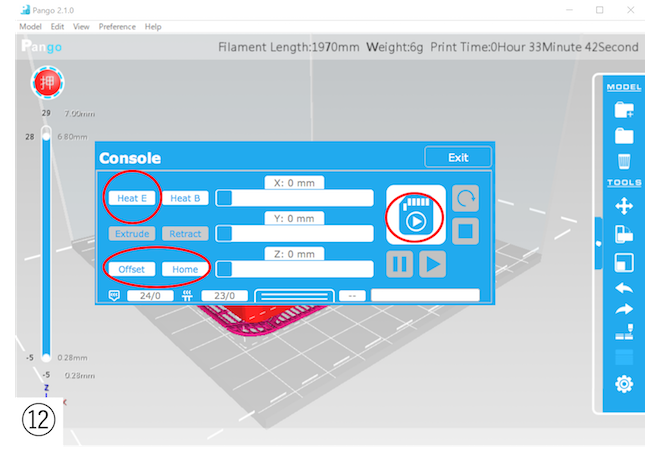 Pango 2.1.0
Model Edit View Preference Help
Pango
Filament Length:1970mm Weight:6g Print Time:0Hour 33Minute 42Second
押
29 7.00mm
28 6.80mm
MODEL
TOOLS
Console
Exit
X: 0 mm
Heat E Heat B
Y: 0 mm
Extrude Retract
Z: 0 mm
Offset Home
24/0 23/0 --
-5 0.28mm
-5 0.28mm
Z
X
⑫